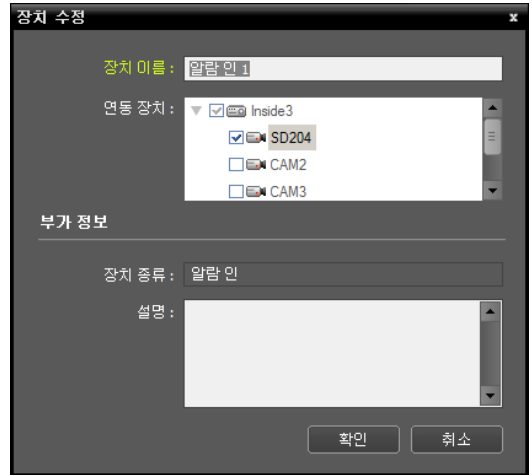 장치 수정 x
장치 이름 : 알람 인 1
연동 장치 : Inside3
SD204
CAM2
CAM3
부가 정보
장치 종류 : 알람 인
설명 :
확인 취소